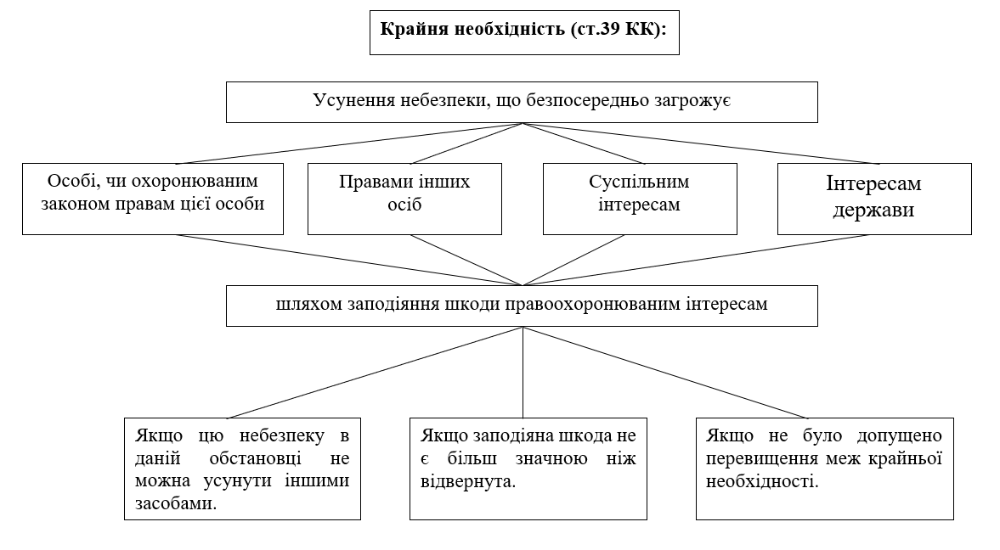 Крайня необхідність (ст.39 КК):
Усунення небезпеки, що безпосередньо загрожує
Особі, чи охоронюваним
законом правам цієї особи
Правами інших
осіб
Суспільним
інтересам
Інтересам
держави
шляхом заподіяння шкоди правоохоронюваним інтересам
Якщо цю небезпеку в
даній обстановці не
можна усунути іншими
засобами.
Якщо заподіяна шкода не
є більш значною ніж
відвернута.
Якщо не було допущено
перевищення меж крайньої
необхідності.